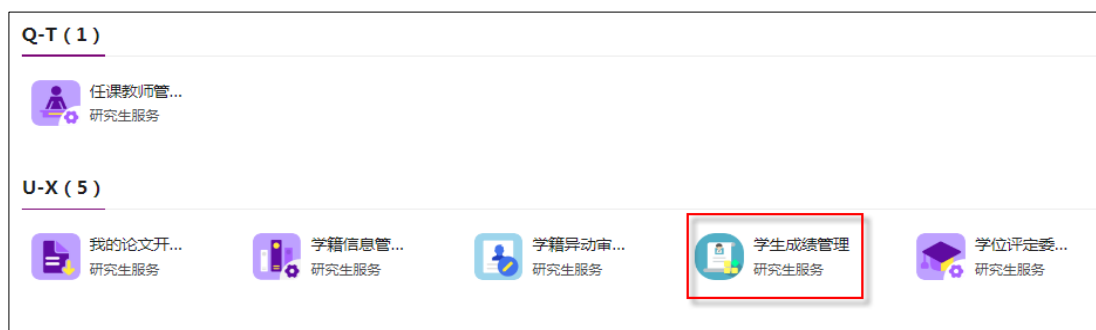 Q-T ( 1 )
任课教师管...
研究生服务
U-X ( 5 )
我的论文开...
研究生服务
学籍信息管...
研究生服务
学籍异动审...
研究生服务
学生成绩管理
研究生服务
学位评定委...
研究生服务